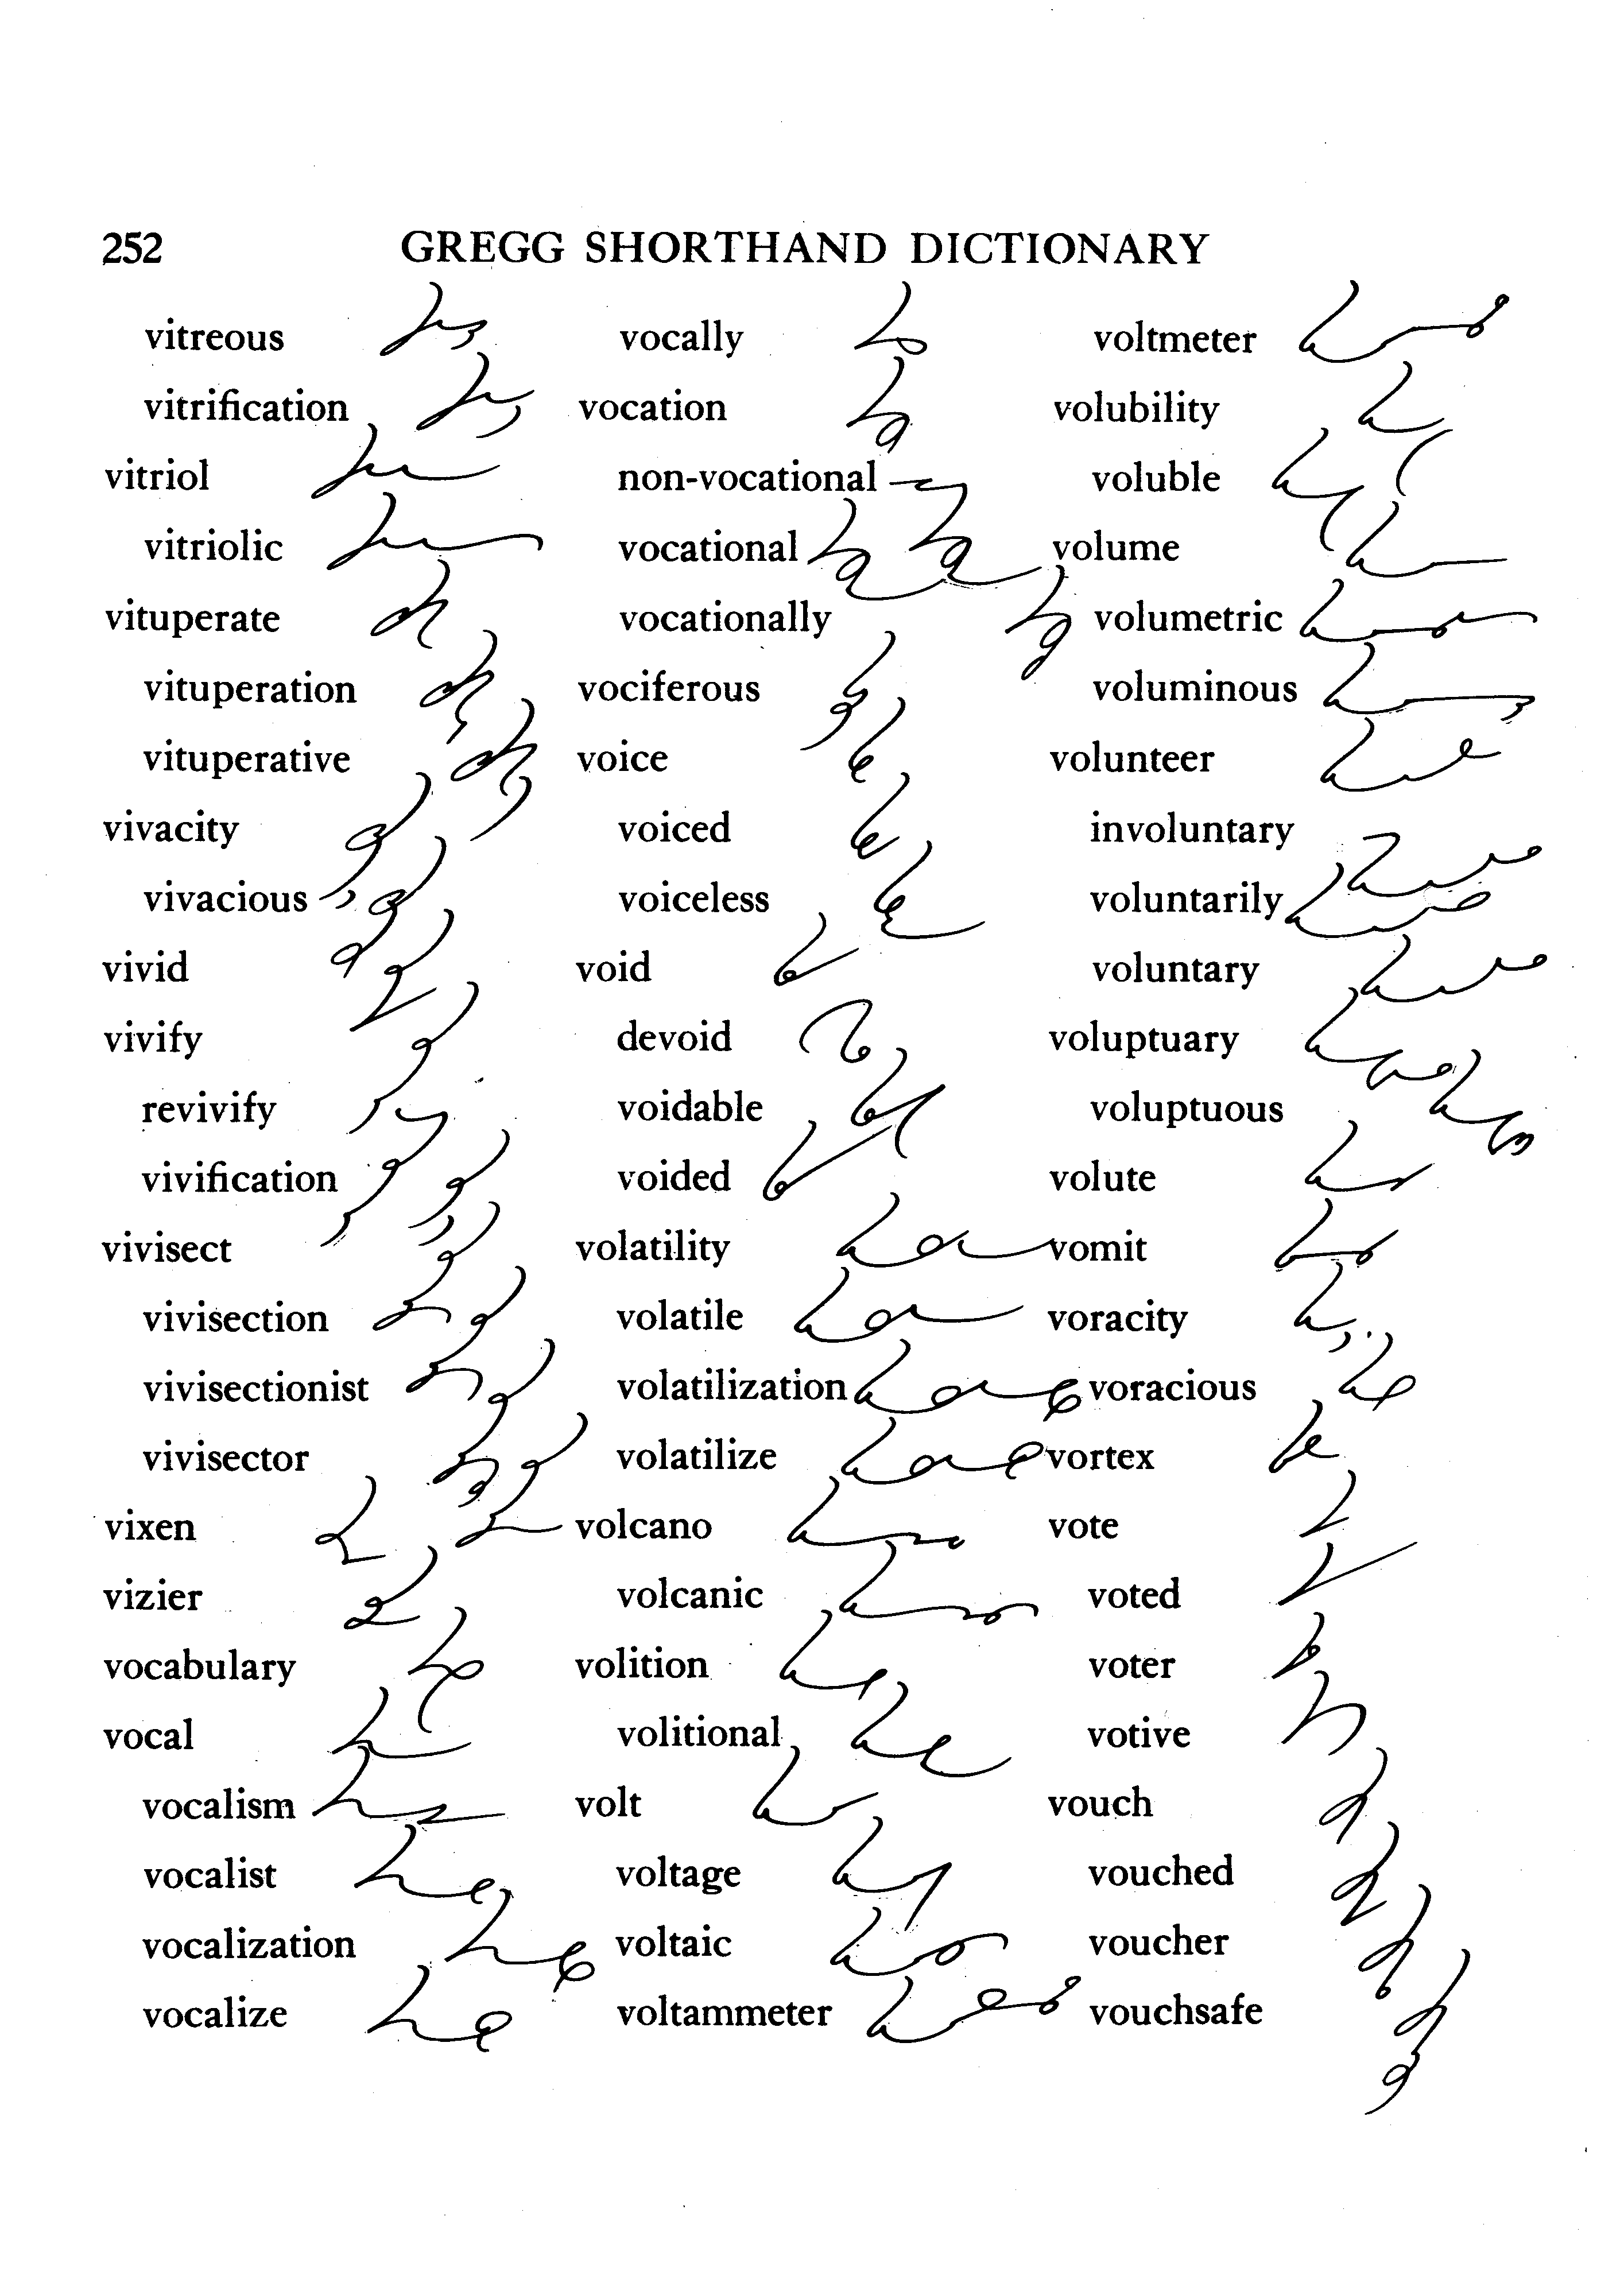 252 GREGG SHORTHAND DICTIONARY
vitreous
vitrification
vitriol
vitriolic
vituperate
vituperation
vituperative
vivacity
vivacious
vivid
vivify
revivify
vivification
vivisect
vivisection
vivisectionist
vivisector
vixen
vizier
vocabulary
vocal
vocalism
vocalist
vocalization
vocalize
vocally
vocation
non-vocational
vocational
vocationally
vociferous
voice
voiced
voiceless
void
devoid
voidable
voided
volatility
volatile
volatilization
volatilize
volcano
volcanic
volition
volitional
volt
voltage
voltaic
voltammeter
voltmeter
volubility
voluble
volume
volumetric
voluminous
volunteer
involuntary
voluntarily
voluntary
voluptuary
voluptuous
volute
vomit
voracity
voracious
vortex
vote
voted
voter
votive
vouch
vouched
voucher
vouchsafe